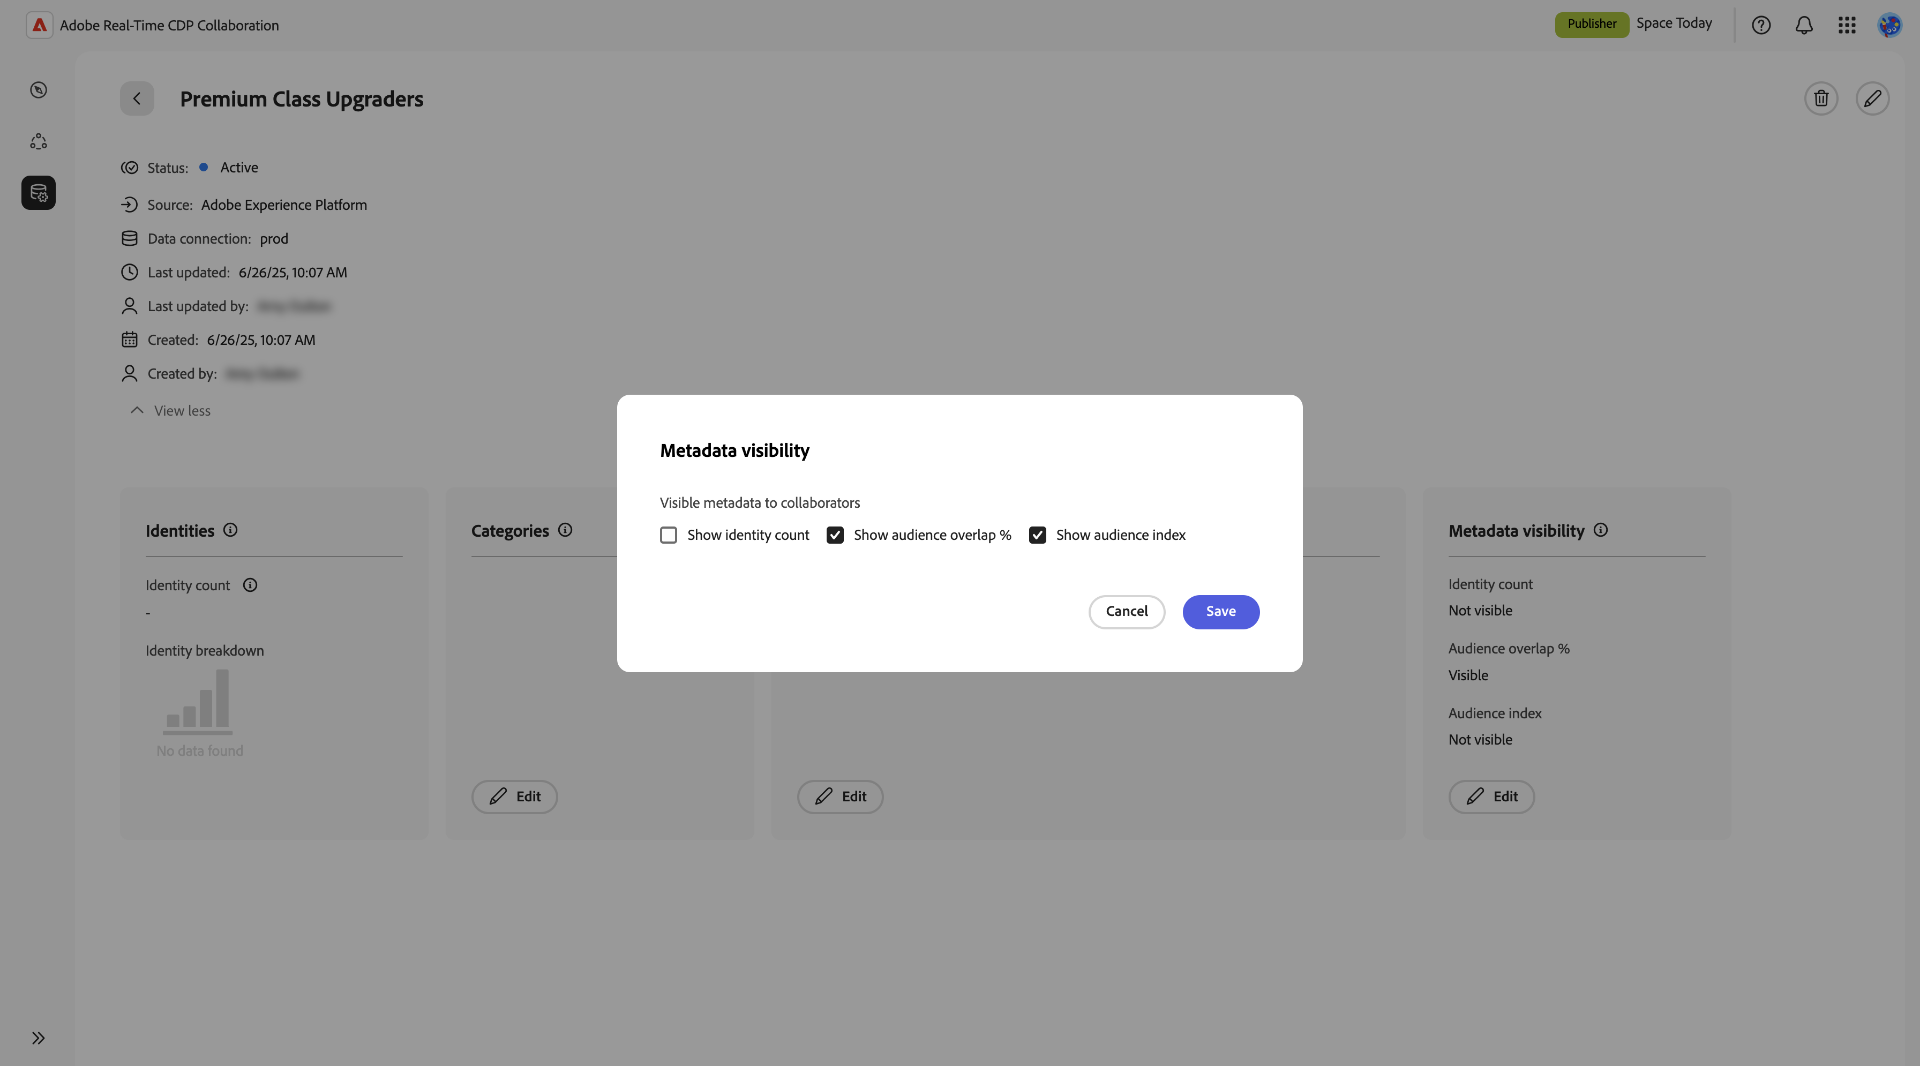 Adobe Real-Time CDP Collaboration
Publisher
Space Today
Premium Class Upgraders
Status: Active
Source: Adobe Experience Platform
Data connection: prod
Last updated: 6/26/25, 10:07 AM
Last updated by:
Created: 6/26/25, 10:07 AM
Created by:
View less
Metadata visibility
Visible metadata to collaborators
Show identity count
Show audience overlap %
Show audience index
Cancel
Save
Identities
Identity count
-
Identity breakdown
No data found
Categories
Edit
Edit
Metadata visibility
Identity count
Not visible
Audience overlap %
Visible
Audience index
Not visible
Edit